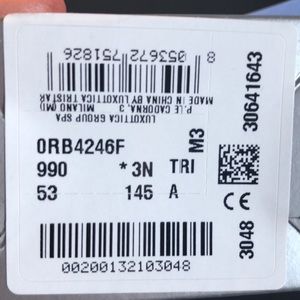 8 053672 751826
LUXOTTICA GROUP SPA
P.LE CADORNA, 3 MILANO (MI)
MADE IN CHINA BY LUXOTTICA TRISTAR
0RB4246F
990 * 3N TRI
53 145 A
M3
30641643
CE
3048
00200132103048